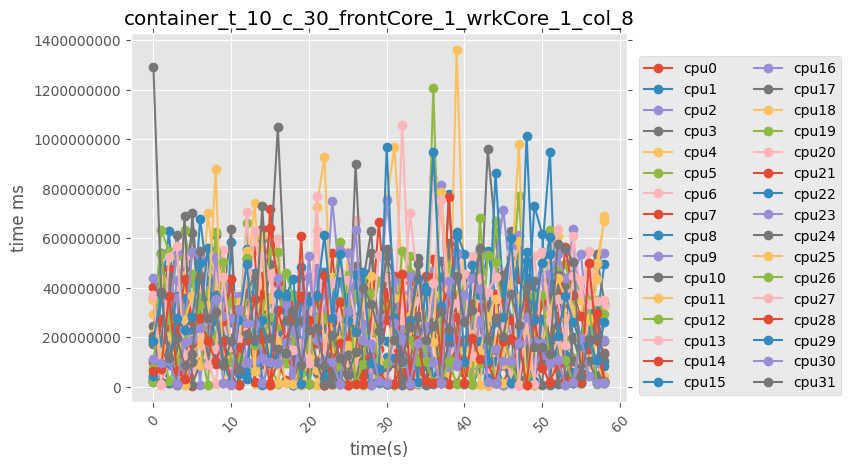 container_t_10_c_30_frontCore_1_wrkCore_1_col_8
1400000000
1200000000
1000000000
800000000
600000000
400000000
200000000
0
time ms
0 10 20 30 40 50 60
time(s)
cpu0 cpu16
cpu1 cpu17
cpu2 cpu18
cpu3 cpu19
cpu4 cpu20
cpu5 cpu21
cpu6 cpu22
cpu7 cpu23
cpu8 cpu24
cpu9 cpu25
cpu10 cpu26
cpu11 cpu27
cpu12 cpu28
cpu13 cpu29
cpu14 cpu30
cpu15 cpu31